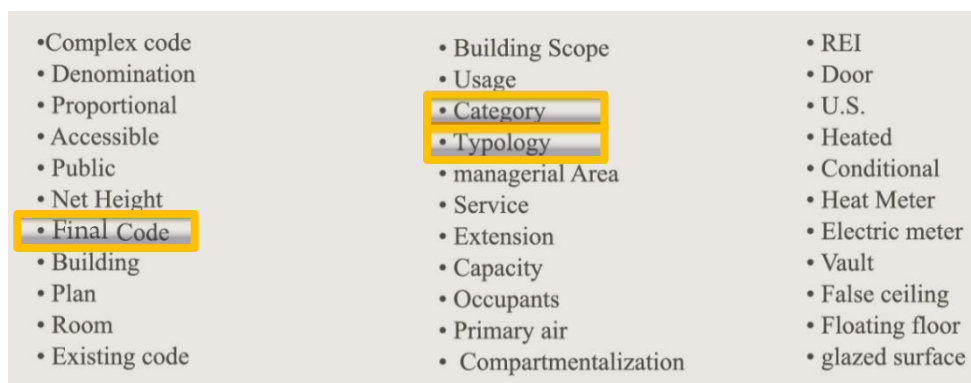 •Complex code
• Denomination
• Proportional
• Accessible
• Public
• Net Height
• Final Code
• Building
• Plan
• Room
• Existing code
• Building Scope
• Usage
• Category
• Typology
• managerial Area
• Service
• Extension
• Capacity
• Occupants
• Primary air
• Compartmentalization
• REI
• Door
• U.S.
• Heated
• Conditional
• Heat Meter
• Electric meter
• Vault
• False ceiling
• Floating floor
• glazed surface